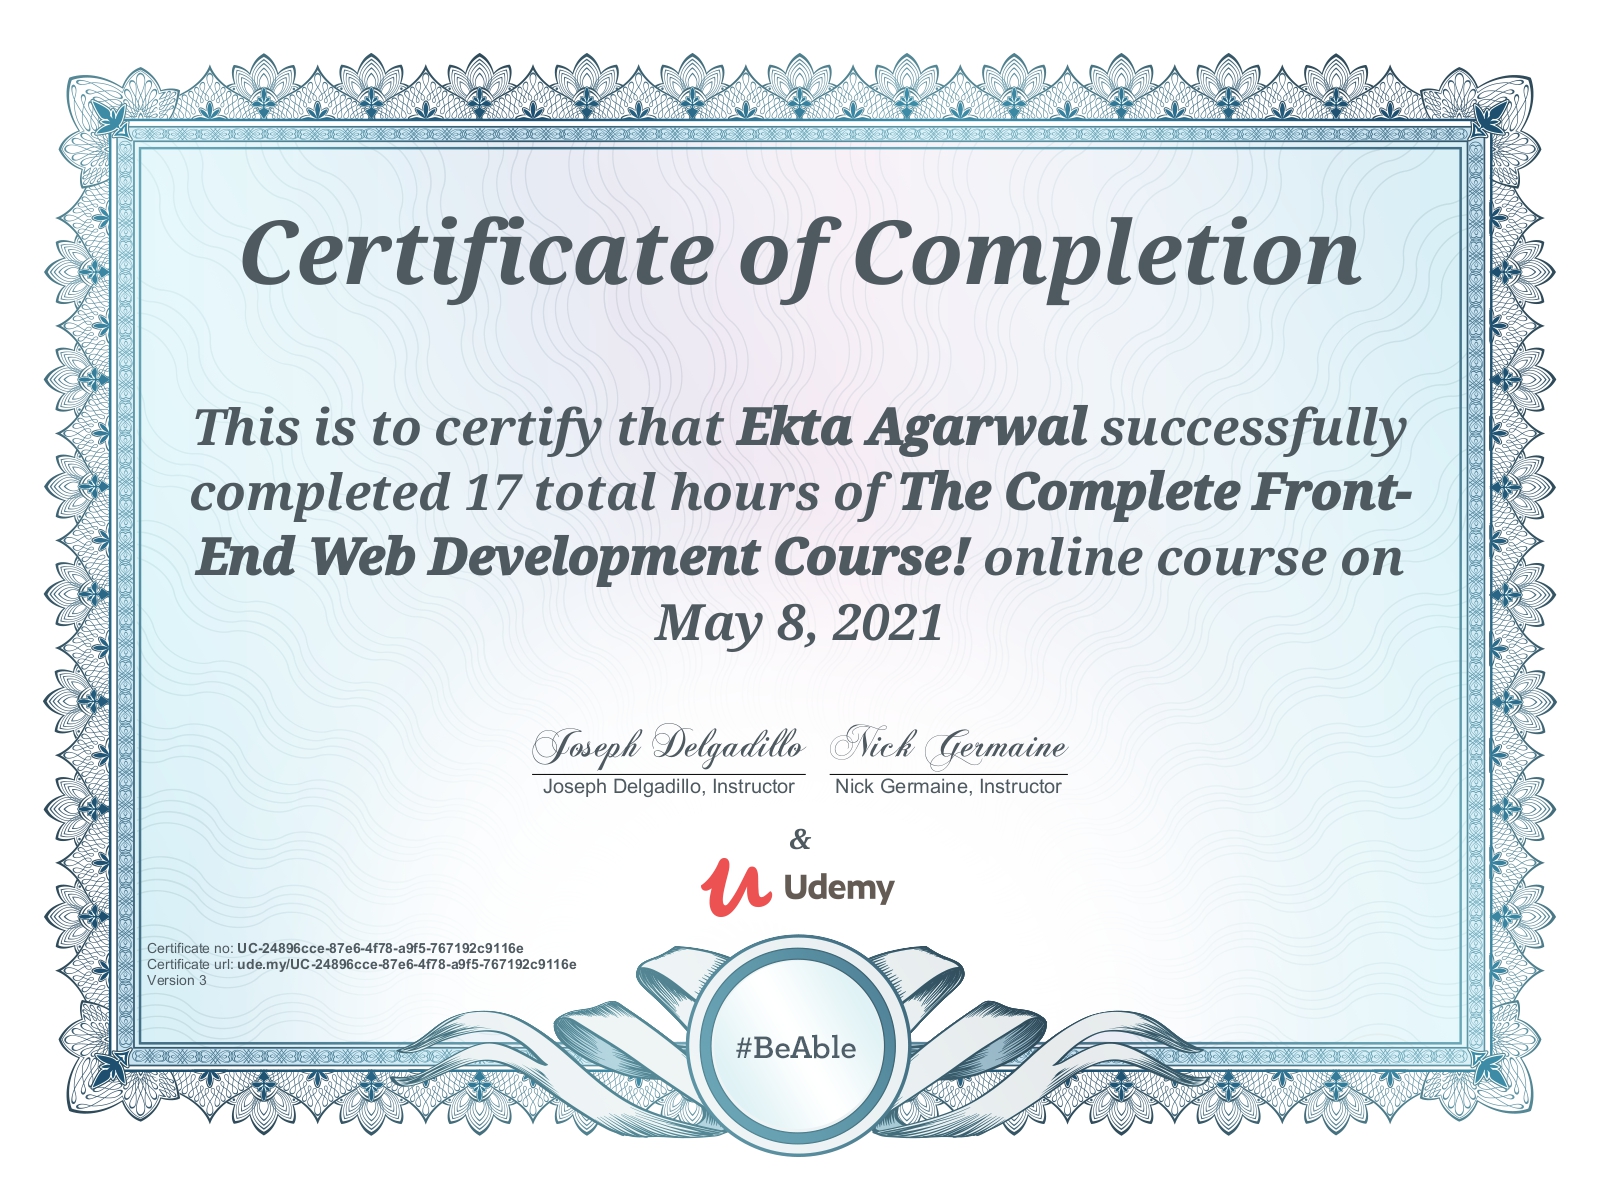 Certificate of Completion
This is to certify that Ekta Agarwal successfully
completed 17 total hours of The Complete Front-
End Web Development Course! online course on
May 8, 2021
Joseph Delgadillo Nick Germaine
Joseph Delgadillo, Instructor Nick Germaine, Instructor
&
Udemy
Certificate no: UC-24896cce-87e6-4f78-a9f5-767192c9116e
Certificate url: ude.my/UC-24896cce-87e6-4f78-a9f5-767192c9116e
Version 3
#BeAble